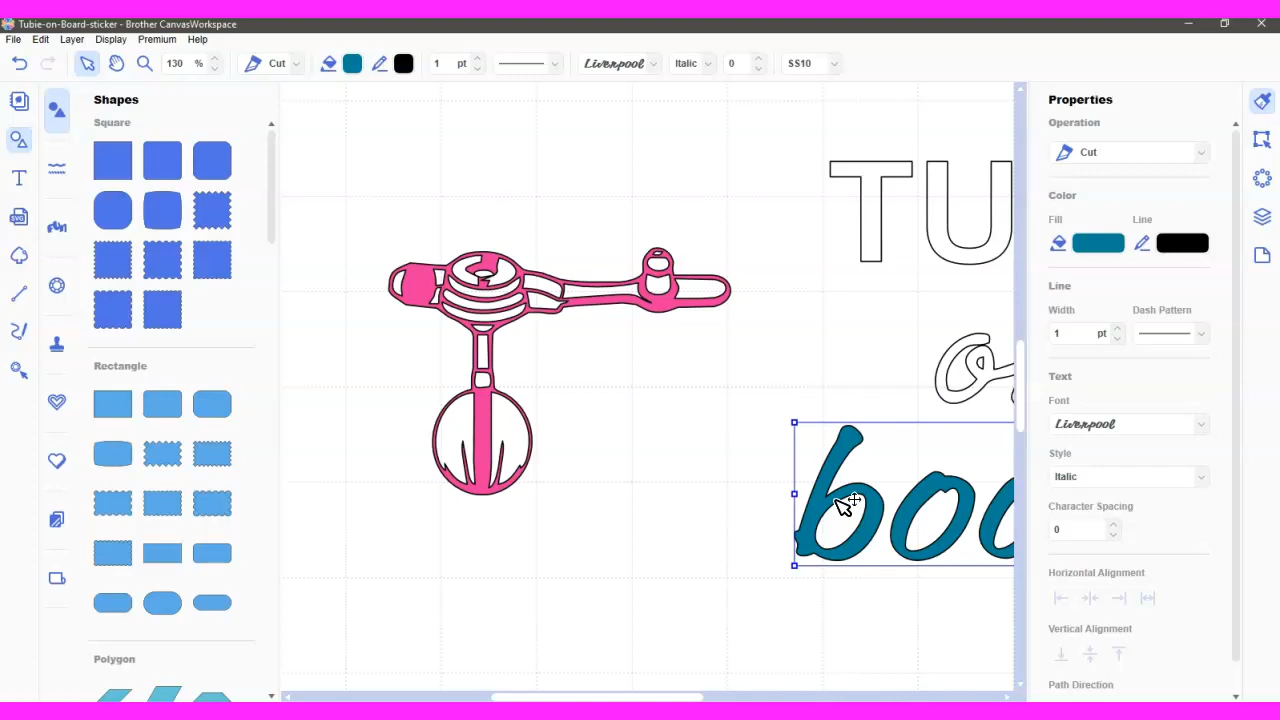 Tubie-on-Board-sticker - Brother CanvasWorkspace
File Edit Layer Display Premium Help
130 % Cut 1 pt Liverpool Italic 0 SS10
Shapes
Square
Rectangle
Polygon
SVG
TU
o
boo
Properties
Operation
Cut
Color
Fill Line
Line
Width Dash Pattern
1 pt
Text
Font
Liverpool
Style
Italic
Character Spacing
0
Horizontal Alignment
Vertical Alignment
Path Direction